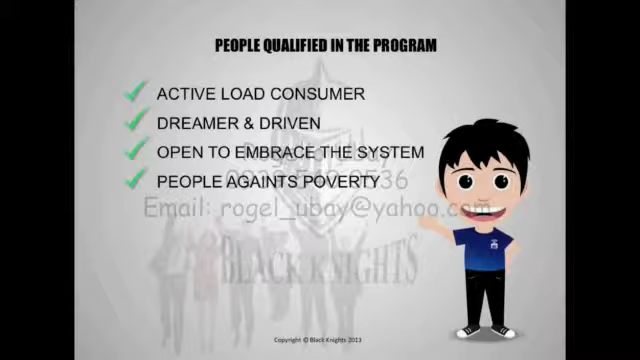 PEOPLE QUALIFIED IN THE PROGRAM
ACTIVE LOAD CONSUMER
DREAMER & DRIVEN
OPEN TO EMBRACE THE SYSTEM
PEOPLE AGAINTS POVERTY
Email: rogel_ubay@yahoo.com
BLACK KNIGHTS
Copyright © Black Knights 2013